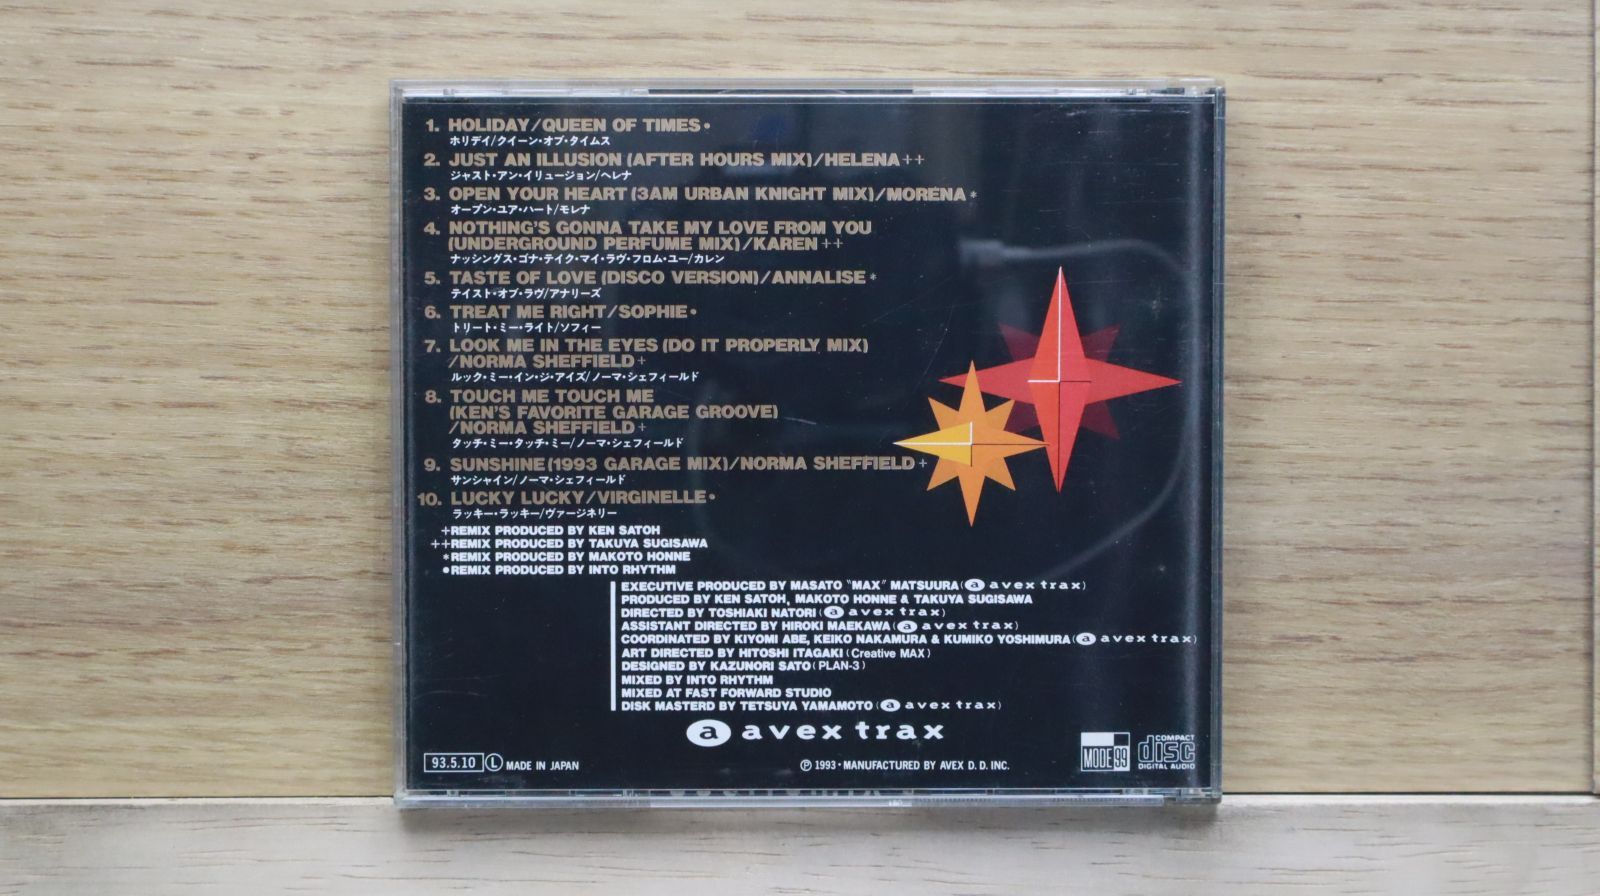 1. HOLIDAY/QUEEN OF TIMES●
ホリデイ/クイーン・オブ・タイムス
2. JUST AN ILLUSION (AFTER HOURS MIX)/HELENA++
ジャスト・アン・イリュージョン/ヘレナ
3. OPEN YOUR HEART (3AM URBAN KNIGHT MIX)/MORENA*
オープン・ユア・ハート/モレナ
4. NOTHING'S GONNA TAKE MY LOVE FROM YOU
(UNDERGROUND PERFUME MIX)/KAREN++
ナッシングス・ゴナ・テイク・マイ・ラヴ・フロム・ユー/カレン
5. TASTE OF LOVE (DISCO VERSION)/ANNALISE*
テイスト・オブ・ラヴ/アナリーズ
6. TREAT ME RIGHT/SOPHIE●
トリート・ミー・ライト/ソフィー
7. LOOK ME IN THE EYES (DO IT PROPERLY MIX)
/NORMA SHEFFIELD+
ルック・ミー・イン・ジ・アイズ/ノーマ・シェフィールド
8. TOUCH ME TOUCH ME
(KEN'S FAVORITE GARAGE GROOVE)
/NORMA SHEFFIELD+
タッチ・ミー・タッチ・ミー/ノーマ・シェフィールド
9. SUNSHINE (1993 GARAGE MIX)/NORMA SHEFFIELD+
サンシャイン/ノーマ・シェフィールド
10. LUCKY LUCKY/VIRGINELLE●
ラッキー・ラッキー/ヴァージネリー
+REMIX PRODUCED BY KEN SATOH
++REMIX PRODUCED BY TAKUYA SUGISAWA
*REMIX PRODUCED BY MAKOTO HONNE
●REMIX PRODUCED BY INTO RHYTHM
EXECUTIVE PRODUCED BY MASATO "MAX" MATSUURA (a avex trax)
PRODUCED BY KEN SATOH, MAKOTO HONNE & TAKUYA SUGISAWA
DIRECTED BY TOSHIAKI NATORI (a avex trax)
ASSISTANT DIRECTED BY HIROKI MAEKAWA (a avex trax)
COORDINATED BY KIYOMI ABE, KEIKO NAKAMURA & KUMIKO YOSHIMURA (a avex trax)
ART DIRECTED BY HITOSHI ITAGAKI (Creative MAX)
DESIGNED BY KAZUNORI SATO (PLAN-3)
MIXED BY INTO RHYTHM
MIXED AT FAST FORWARD STUDIO
DISK MASTERD BY TETSUYA YAMAMOTO (a avex trax)
a avex trax
93.5.10 L MADE IN JAPAN
℗ 1993・MANUFACTURED BY AVEX D.D. INC.
MODE 99
COMPACT disc DIGITAL AUDIO